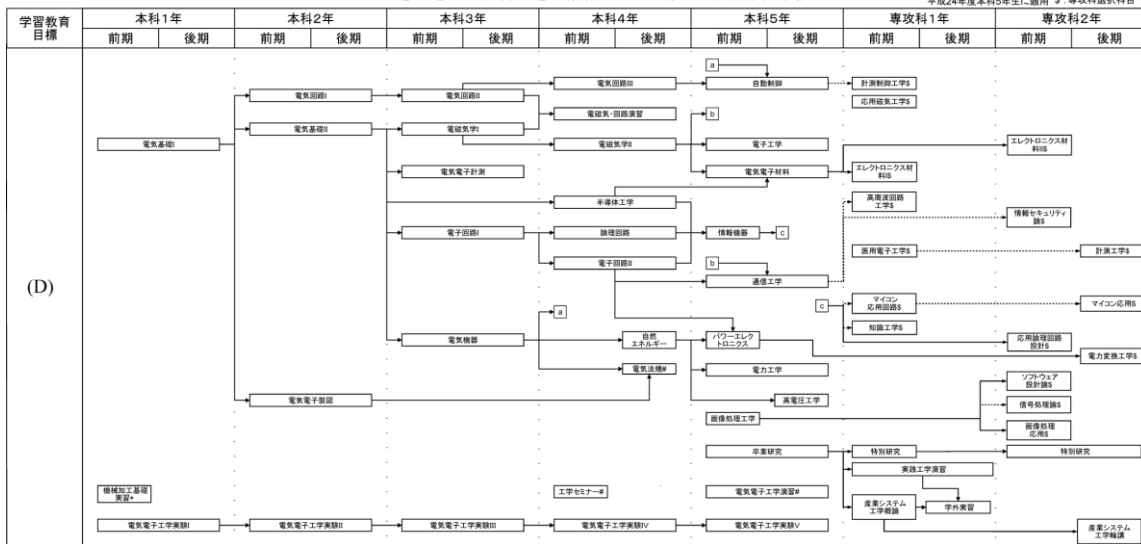 平成24年度本科5年生に適用 $:専攻科選択科目
学習教育
目標
本科1年
本科2年
本科3年
本科4年
本科5年
専攻科1年
専攻科2年
前期
後期
前期
後期
前期
後期
前期
後期
前期
後期
前期
後期
前期
後期
(D)
a
電気回路III
自動制御
計測制御工学$
電気回路I
電気回路II
応用磁気工学$
電磁気・回路演習
b
電気基礎II
電磁気学I
電気基礎I
電磁気学II
電子工学
エレクトロニクス材
料II$
電気電子計測
電気電子材料
エレクトロニクス材
料I$
半導体工学
高周波回路
工学$
情報セキュリティ
論$
電子回路I
論理回路
情報機器
c
医用電子工学$
計測工学$
電子回路II
b
通信工学
a
c
マイコン
応用回路$
マイコン応用$
知識工学$
電気機器
自然
エネルギー
パワーエレク
トロニクス
応用論理回路
設計$
電力変換工学$
電気法規#
電力工学
ソフトウェア
設計論$
電気電子製図
高電圧工学
信号処理論$
画像処理工学
画像処理
応用$
卒業研究
特別研究
特別研究
実践工学演習
機械加工基礎
実習*
工学セミナー#
電気電子工学演習#
産業システム
工学概論
学外実習
電気電子工学実験I
電気電子工学実験II
電気電子工学実験III
電気電子工学実験IV
電気電子工学実験V
産業システム
工学輪講